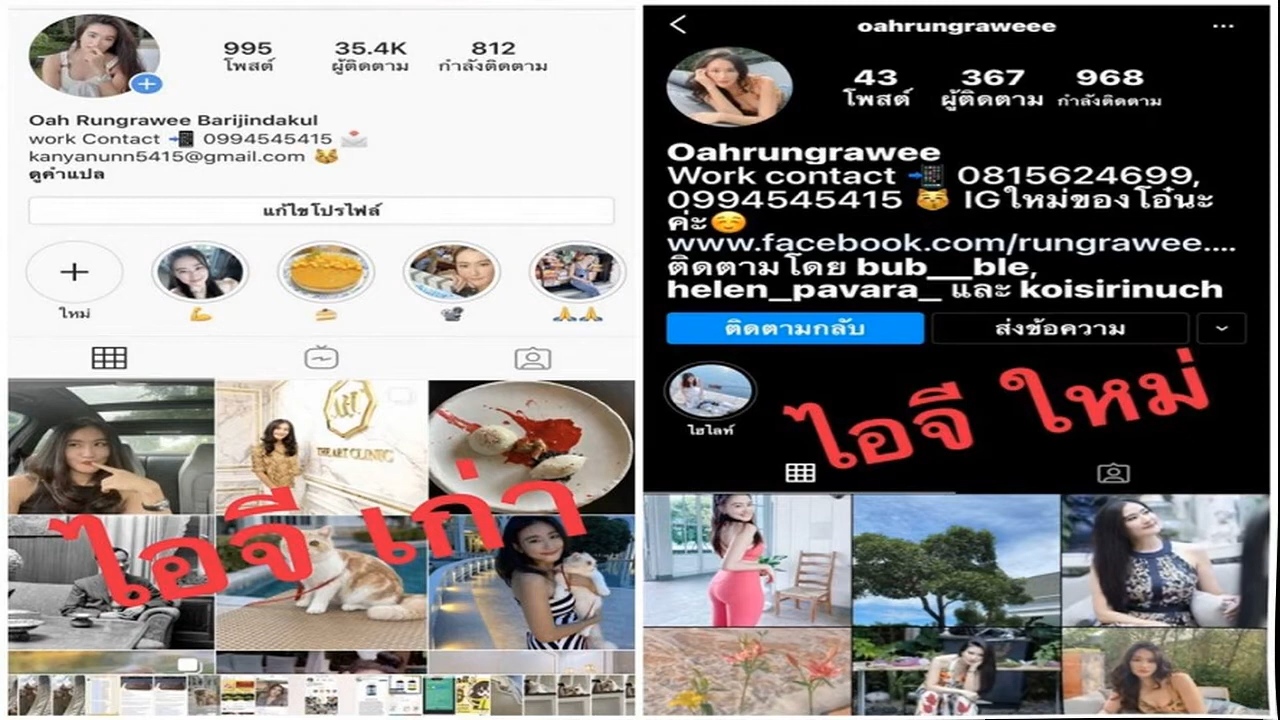 995
35.4K
812
โพสต์
ผู้ติดตาม
กำลังติดตาม
Oah Rungrawee Barijindakul
work Contact 📲 0994545415 📩
kanyanunn5415@gmail.com 😽
ดูคำแปล
แก้ไขโปรไฟล์
ใหม่
💪
🍰
📽
🙏🙏
THE ART CLINIC
ไอจี เก่า
oahrungraweee
43
367
968
โพสต์
ผู้ติดตาม
กำลังติดตาม
Oahrungrawee
Work contact 📲 0815624699,
0994545415 😽 IGใหม่ของโอ๋นะ
ค่ะ☺️
www.facebook.com/rungrawee....
ติดตามโดย bub___ble,
helen_pavara_ และ koisirinuch
ติดตามกลับ
ส่งข้อความ
ไฮไลท์
ไอจี ใหม่